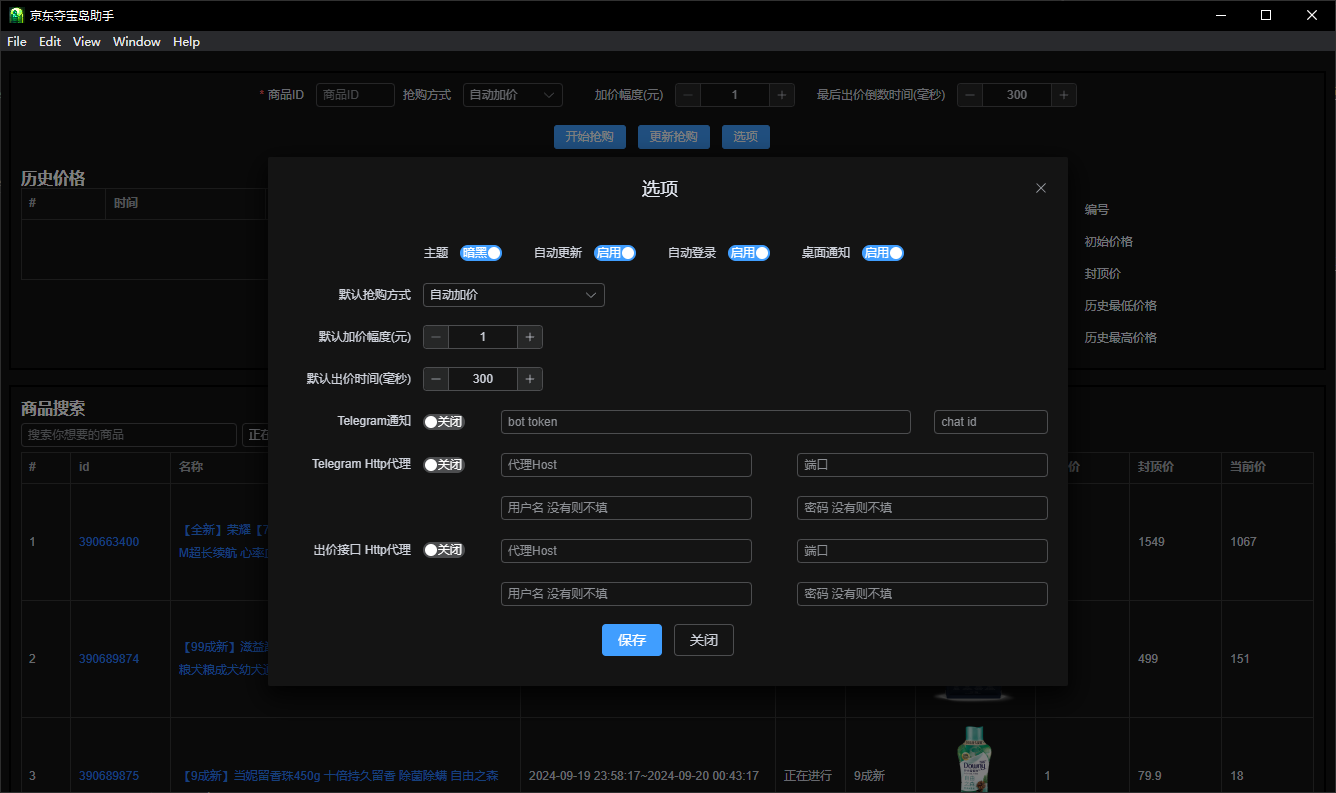 京东夺宝岛助手
File Edit View Window Help
* 商品ID 商品ID 抢购方式 自动加价 加价幅度(元) 1 最后出价倒数时间(毫秒) 300
开始抢购 更新抢购 选项
历史价格
# 时间
编号
初始价格
封顶价
历史最低价格
历史最高价格
选项
主题 暗黑 自动更新 启用 自动登录 启用 桌面通知 启用
默认抢购方式 自动加价
默认加价幅度(元) 1
默认出价时间(毫秒) 300
Telegram通知 关闭 bot token chat id
Telegram Http代理 关闭 代理Host 端口
用户名 没有则不填 密码 没有则不填
出价接口 Http代理 关闭 代理Host 端口
用户名 没有则不填 密码 没有则不填
保存 关闭
商品搜索
搜索你想要的商品 正在
# id 名称 价 封顶价 当前价
1 390663400 【全新】荣耀【7
M超长续航 心率 1549 1067
2 390689874 【99成新】滋益
粮犬粮成犬幼犬 499 151
3 390689875 【9成新】当妮留香珠450g 十倍持久留香 除菌除螨 自由之森 2024-09-19 23:58:17~2024-09-20 00:43:17 正在进行 9成新 Downy 1 79.9 18